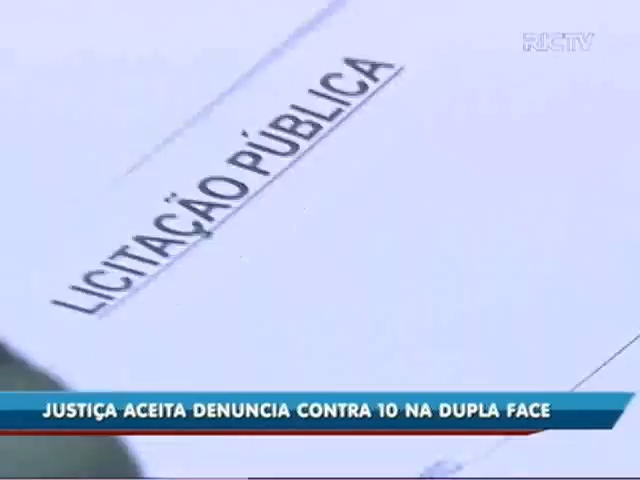 RICTV
LICITAÇÃO PÚBLICA
JUSTIÇA ACEITA DENUNCIA CONTRA 10 NA DUPLA FACE